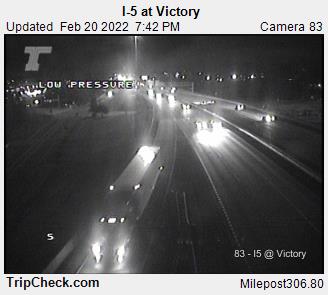 I-5 at Victory
Updated Feb 20 2022 7:42 PM Camera 83
T
LOW PRESSURE
S
83 - I5 @ Victory
TripCheck.com Milepost306.80